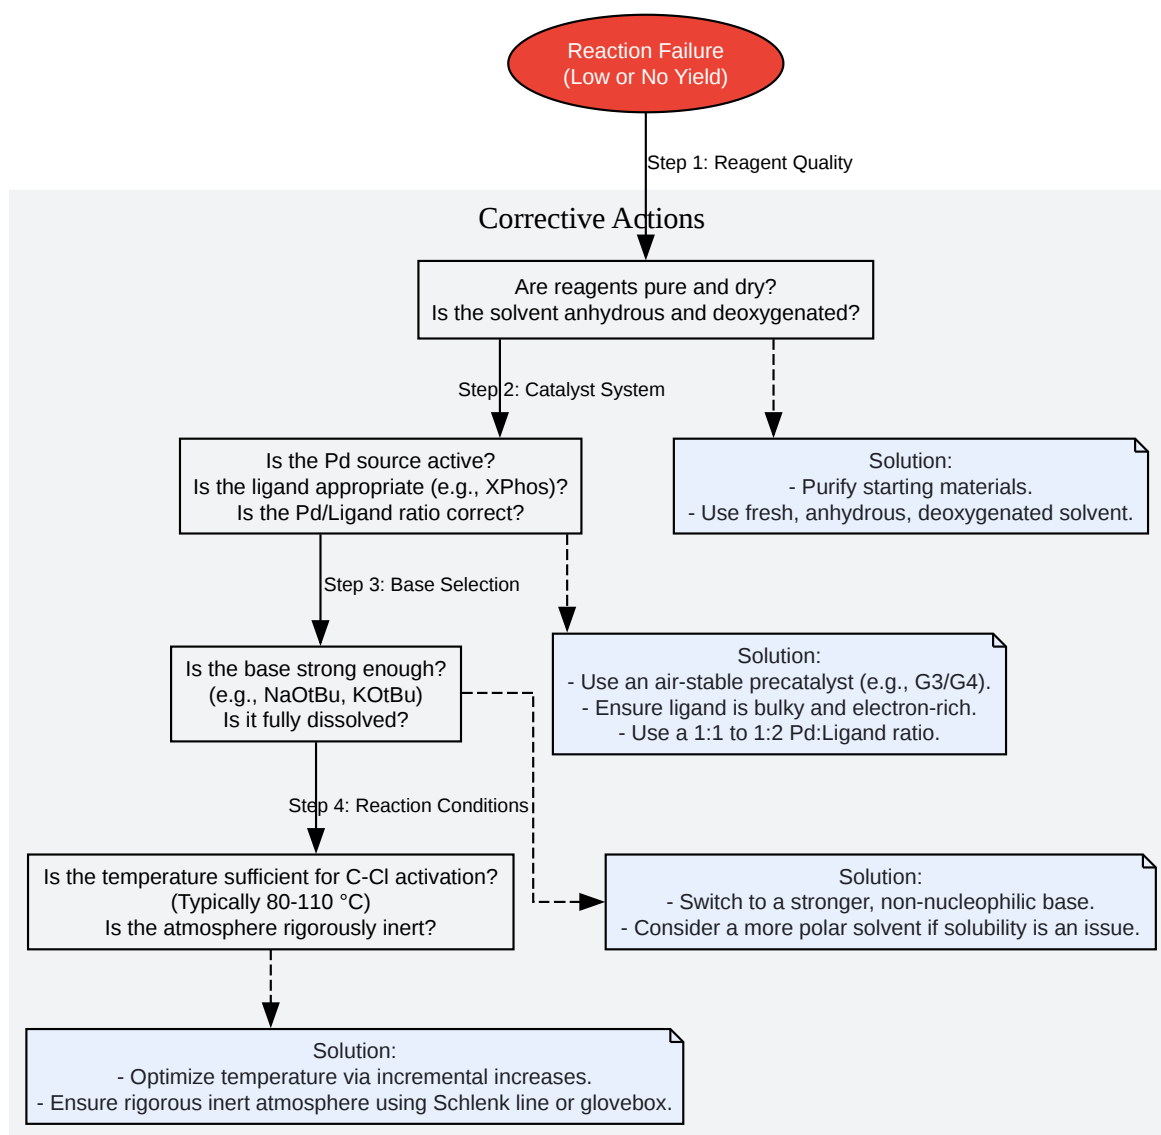 Reaction Failure
(Low or No Yield)
Step 1: Reagent Quality
Corrective Actions
Are reagents pure and dry?
Is the solvent anhydrous and deoxygenated?
Step 2: Catalyst System
Is the Pd source active?
Is the ligand appropriate (e.g., XPhos)?
Is the Pd/Ligand ratio correct?
Solution:
- Purify starting materials.
- Use fresh, anhydrous, deoxygenated solvent.
Step 3: Base Selection
Is the base strong enough?
(e.g., NaOtBu, KOtBu)
Is it fully dissolved?
Solution:
- Use an air-stable precatalyst (e.g., G3/G4).
- Ensure ligand is bulky and electron-rich.
- Use a 1:1 to 1:2 Pd:Ligand ratio.
Step 4: Reaction Conditions
Is the temperature sufficient for C-Cl activation?
(Typically 80-110 °C)
Is the atmosphere rigorously inert?
Solution:
- Switch to a stronger, non-nucleophilic base.
- Consider a more polar solvent if solubility is an issue.
Solution:
- Optimize temperature via incremental increases.
- Ensure rigorous inert atmosphere using Schlenk line or glovebox.